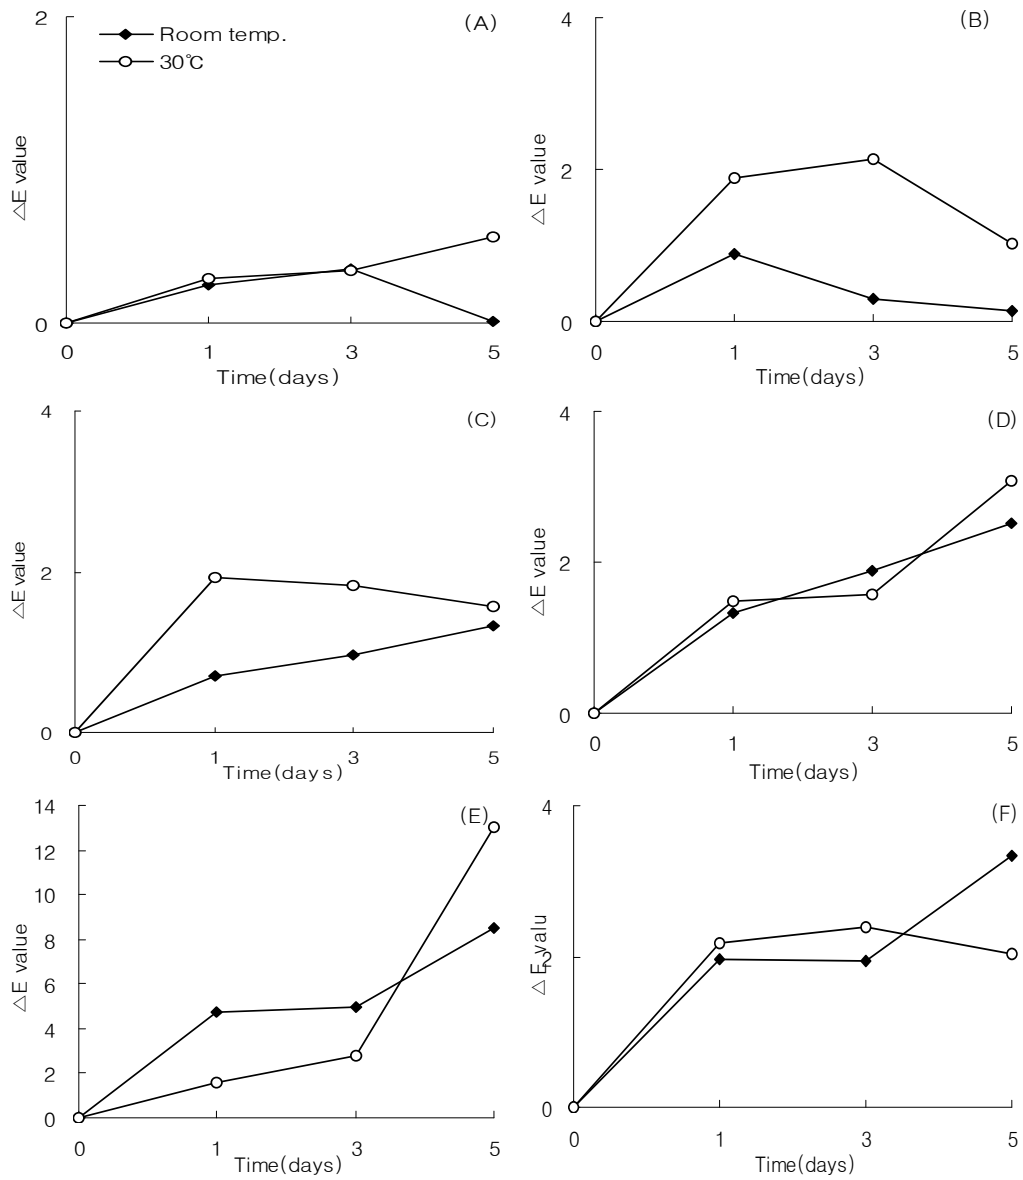 (A)
2
Room temp.
30℃
△E value
0
0 1 3 5
Time(days)
(B)
4
2
△E value
0
0 1 3 5
Time(days)
(C)
4
2
△E value
0
0 1 3 5
Time(days)
(D)
4
2
△E value
0
0 1 3 5
Time(days)
(E)
14
12
10
8
6
4
2
0
△E value
0 1 3 5
Time(days)
(F)
4
2
△E valu
0
0 1 3 5
Time(days)